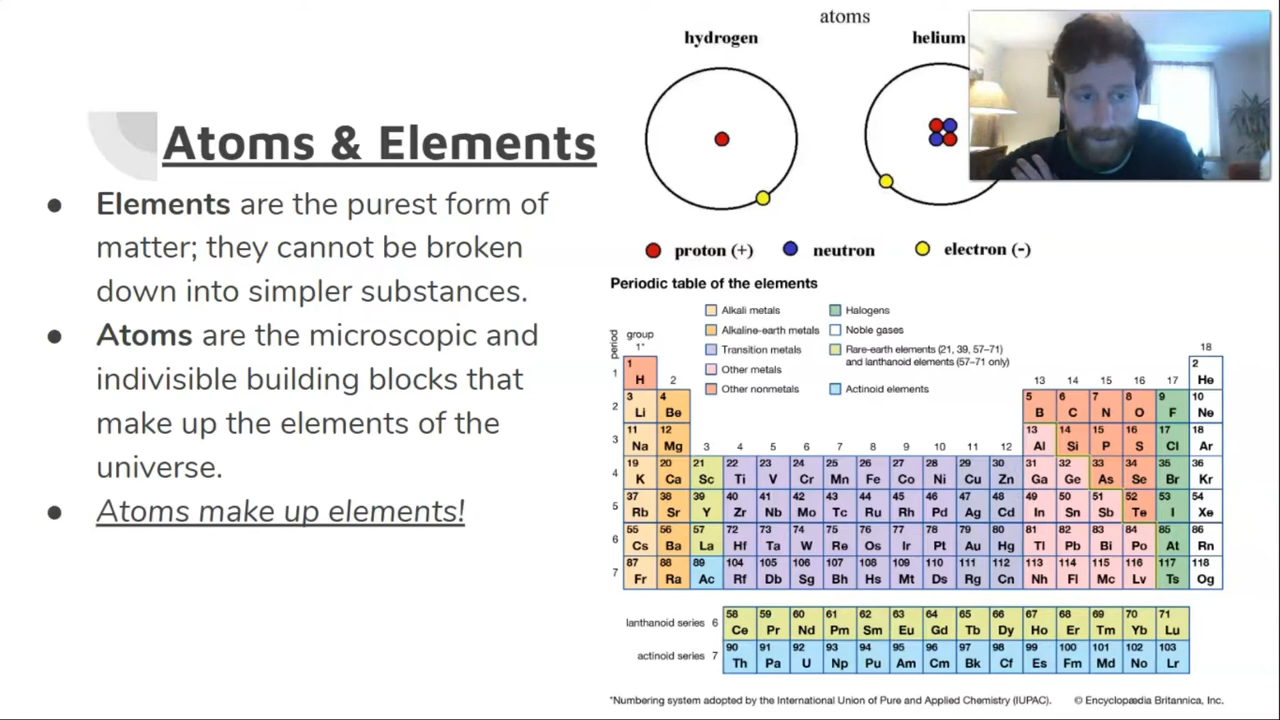 Atoms & Elements
● Elements are the purest form of
matter; they cannot be broken
down into simpler substances.
● Atoms are the microscopic and
indivisible building blocks that
make up the elements of the
universe.
● Atoms make up elements!
atoms
hydrogen helium
proton (+) neutron electron (-)
Periodic table of the elements
Alkali metals
Alkaline-earth metals
Transition metals
Other metals
Other nonmetals
Halogens
Noble gases
Rare-earth elements (21, 39, 57–71)
and lanthanoid elements (57–71 only)
Actinoid elements
period
group
1* 18
1 1 2
H 2 13 14 15 16 17 He
2 3 4 5 6 7 8 9 10
Li Be B C N O F Ne
3 11 12 3 4 5 6 7 8 9 10 11 12 13 14 15 16 17 18
Na Mg Al Si P S Cl Ar
4 19 20 21 22 23 24 25 26 27 28 29 30 31 32 33 34 35 36
K Ca Sc Ti V Cr Mn Fe Co Ni Cu Zn Ga Ge As Se Br Kr
5 37 38 39 40 41 42 43 44 45 46 47 48 49 50 51 52 53 54
Rb Sr Y Zr Nb Mo Tc Ru Rh Pd Ag Cd In Sn Sb Te I Xe
6 55 56 57 72 73 74 75 76 77 78 79 80 81 82 83 84 85 86
Cs Ba La Hf Ta W Re Os Ir Pt Au Hg Tl Pb Bi Po At Rn
7 87 88 89 104 105 106 107 108 109 110 111 112 113 114 115 116 117 118
Fr Ra Ac Rf Db Sg Bh Hs Mt Ds Rg Cn Nh Fl Mc Lv Ts Og
lanthanoid series 6 58 59 60 61 62 63 64 65 66 67 68 69 70 71
Ce Pr Nd Pm Sm Eu Gd Tb Dy Ho Er Tm Yb Lu
actinoid series 7 90 91 92 93 94 95 96 97 98 99 100 101 102 103
Th Pa U Np Pu Am Cm Bk Cf Es Fm Md No Lr
*Numbering system adopted by the International Union of Pure and Applied Chemistry (IUPAC). © Encyclopædia Britannica, Inc.